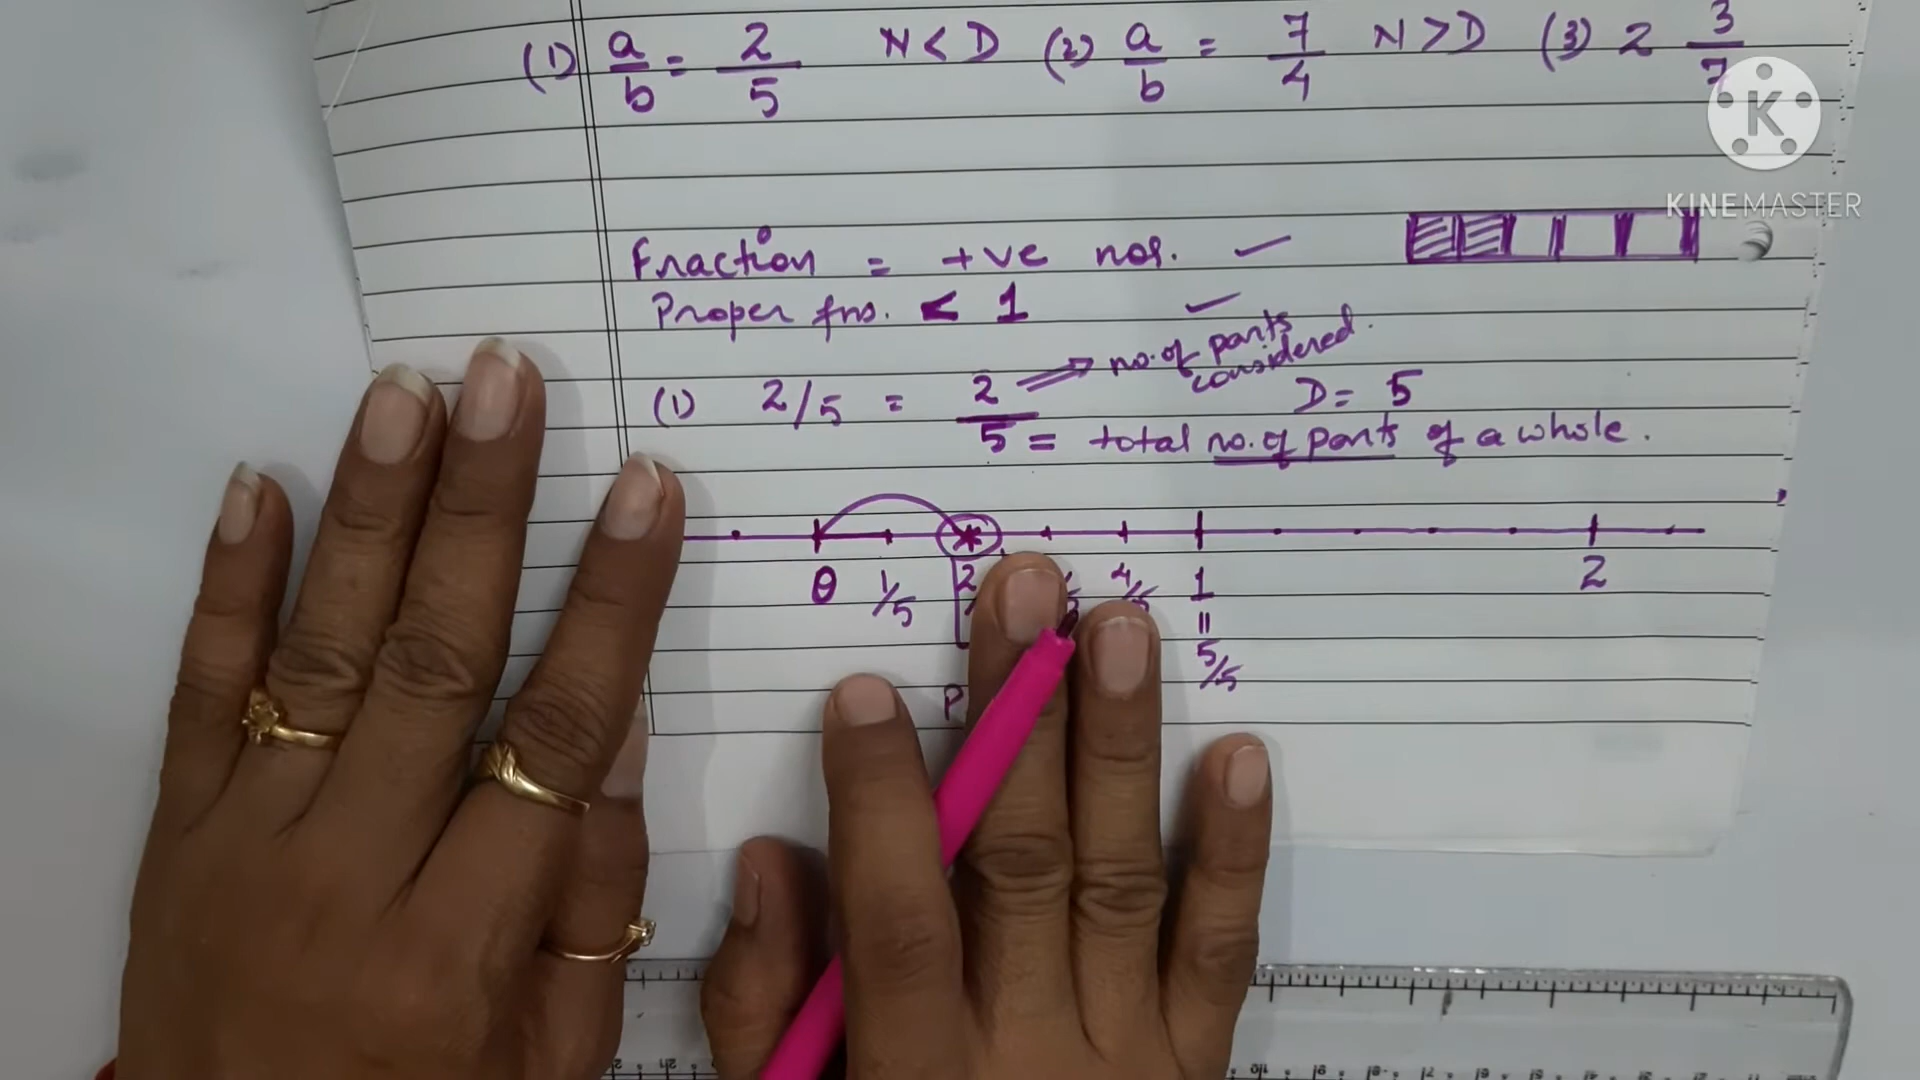 (1) a/b = 2/5 N < D (2) a/b = 7/4 N > D (3) 2 3/7
KINEMASTER
Fraction = +ve nos.
Proper frns. < 1
no. of parts considered.
(1) 2/5 = 2/5 D = 5
= total no. of parts of a whole.
0 1/5 2 4/5 1 2
=
5/5
P